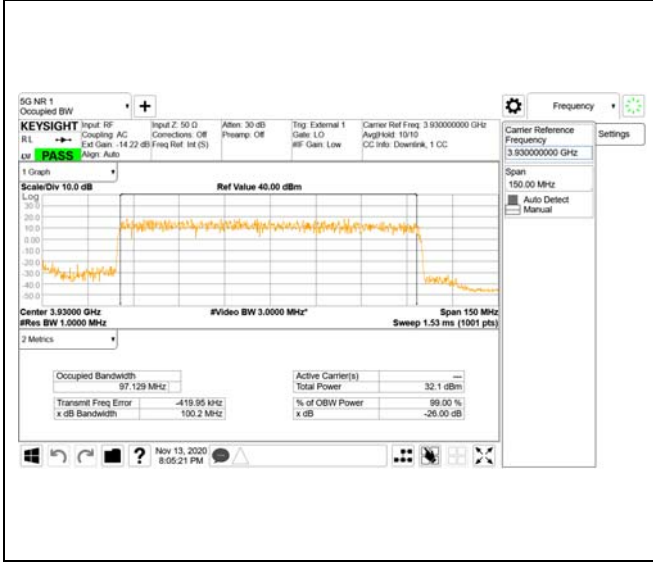 5G NR 1
Occupied BW
Frequency
KEYSIGHT
Input: RF
Coupling: AC
Ext Gain: -14.22 dB
Align: Auto
Input Z: 50 Ω
Corrections: Off
Freq Ref: Int (S)
Atten: 30 dB
Preamp: Off
Trig: External 1
Gate: LO
#IF Gain: Low
Carrier Ref Freq: 3.930000000 GHz
Avg|Hold: 10/10
CC Info: Downlink, 1 CC
R L
LW
PASS
Carrier Reference
Frequency
3.930000000 GHz
Settings
Span
150.00 MHz
Auto Detect
Manual
1 Graph
Scale/Div 10.0 dB
Ref Value 40.00 dBm
Log
30.0
20.0
10.0
0.00
-10.0
-20.0
-30.0
-40.0
-50.0
Center 3.93000 GHz
#Video BW 3.0000 MHz*
Span 150 MHz
#Res BW 1.0000 MHz
Sweep 1.53 ms (1001 pts)
2 Metrics
Occupied Bandwidth
97.129 MHz
Transmit Freq Error -419.95 kHz
x dB Bandwidth 100.2 MHz
Active Carrier(s) ---
Total Power 32.1 dBm
% of OBW Power 99.00 %
x dB -26.00 dB
?
Nov 13, 2020
8:05:21 PM